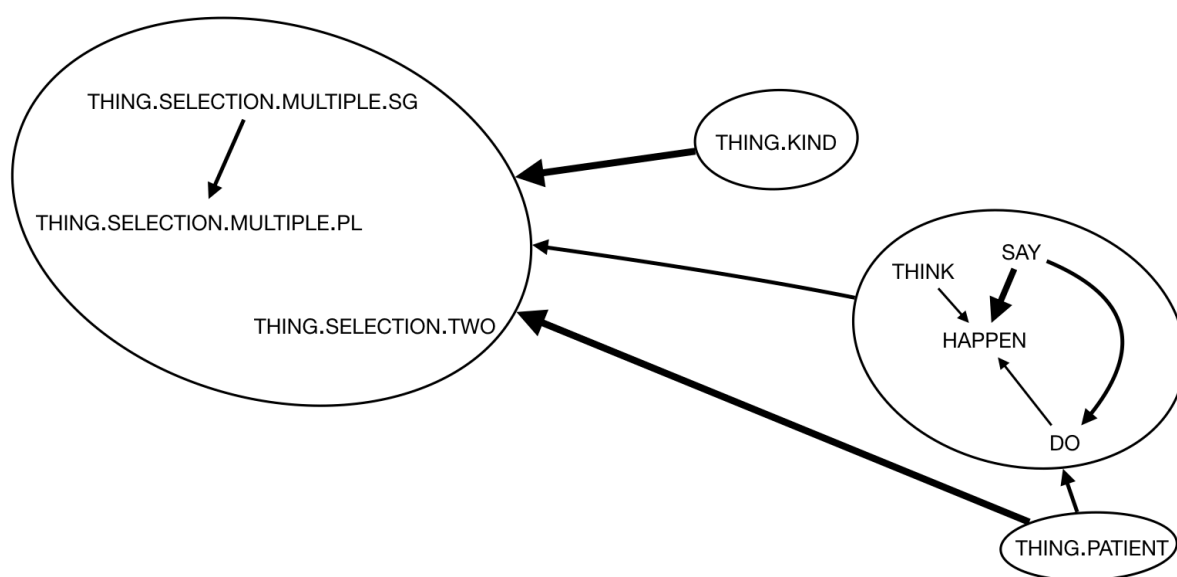 THING.SELECTION.MULTIPLE.SG
THING.SELECTION.MULTIPLE.PL
THING.SELECTION.TWO
THING.KIND
SAY
THINK
HAPPEN
DO
THING.PATIENT